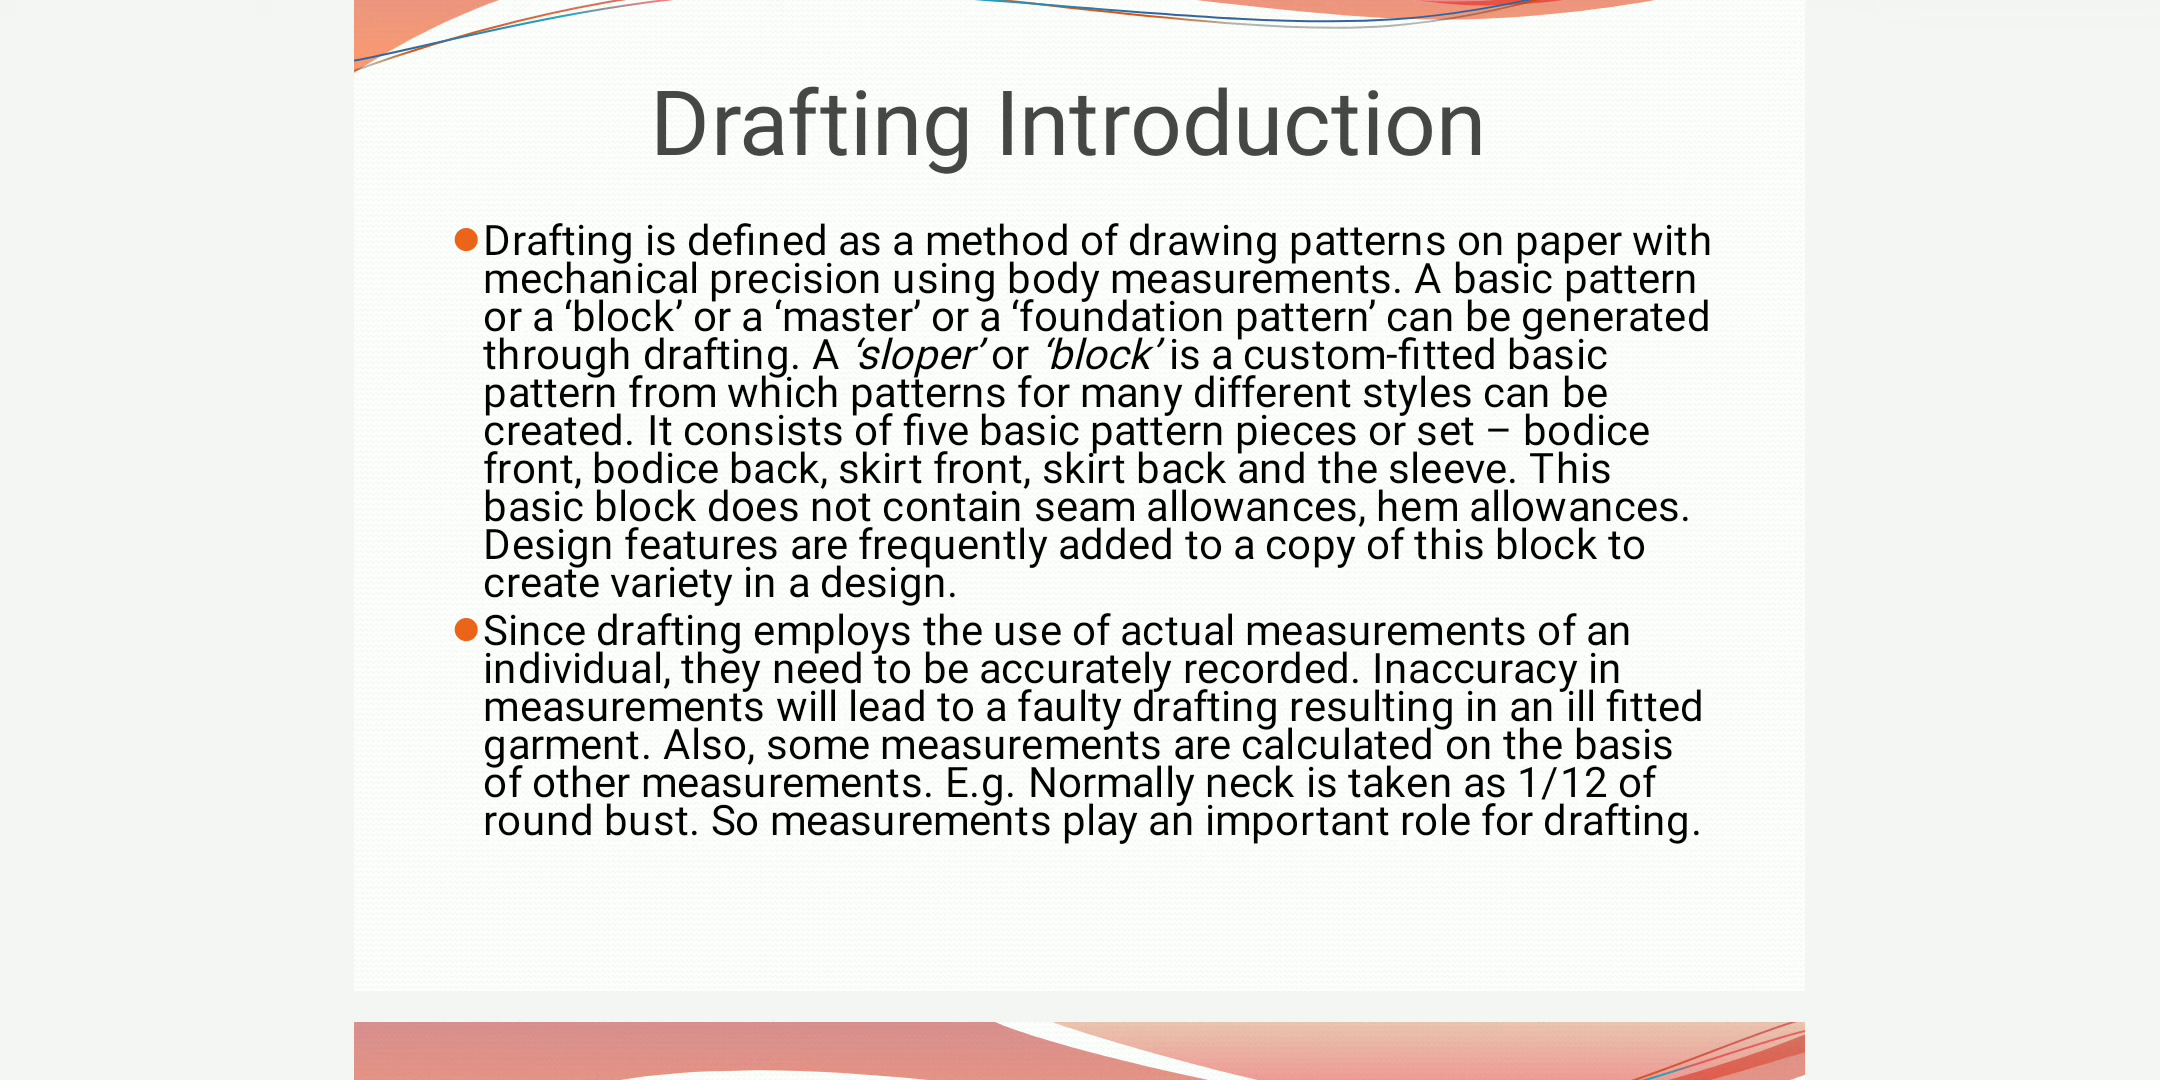 Drafting Introduction
●Drafting is defined as a method of drawing patterns on paper with
mechanical precision using body measurements. A basic pattern
or a ‘block’ or a ‘master’ or a ‘foundation pattern’ can be generated
through drafting. A ‘sloper’ or ‘block’ is a custom-fitted basic
pattern from which patterns for many different styles can be
created. It consists of five basic pattern pieces or set – bodice
front, bodice back, skirt front, skirt back and the sleeve. This
basic block does not contain seam allowances, hem allowances.
Design features are frequently added to a copy of this block to
create variety in a design.
●Since drafting employs the use of actual measurements of an
individual, they need to be accurately recorded. Inaccuracy in
measurements will lead to a faulty drafting resulting in an ill fitted
garment. Also, some measurements are calculated on the basis
of other measurements. E.g. Normally neck is taken as 1/12 of
round bust. So measurements play an important role for drafting.